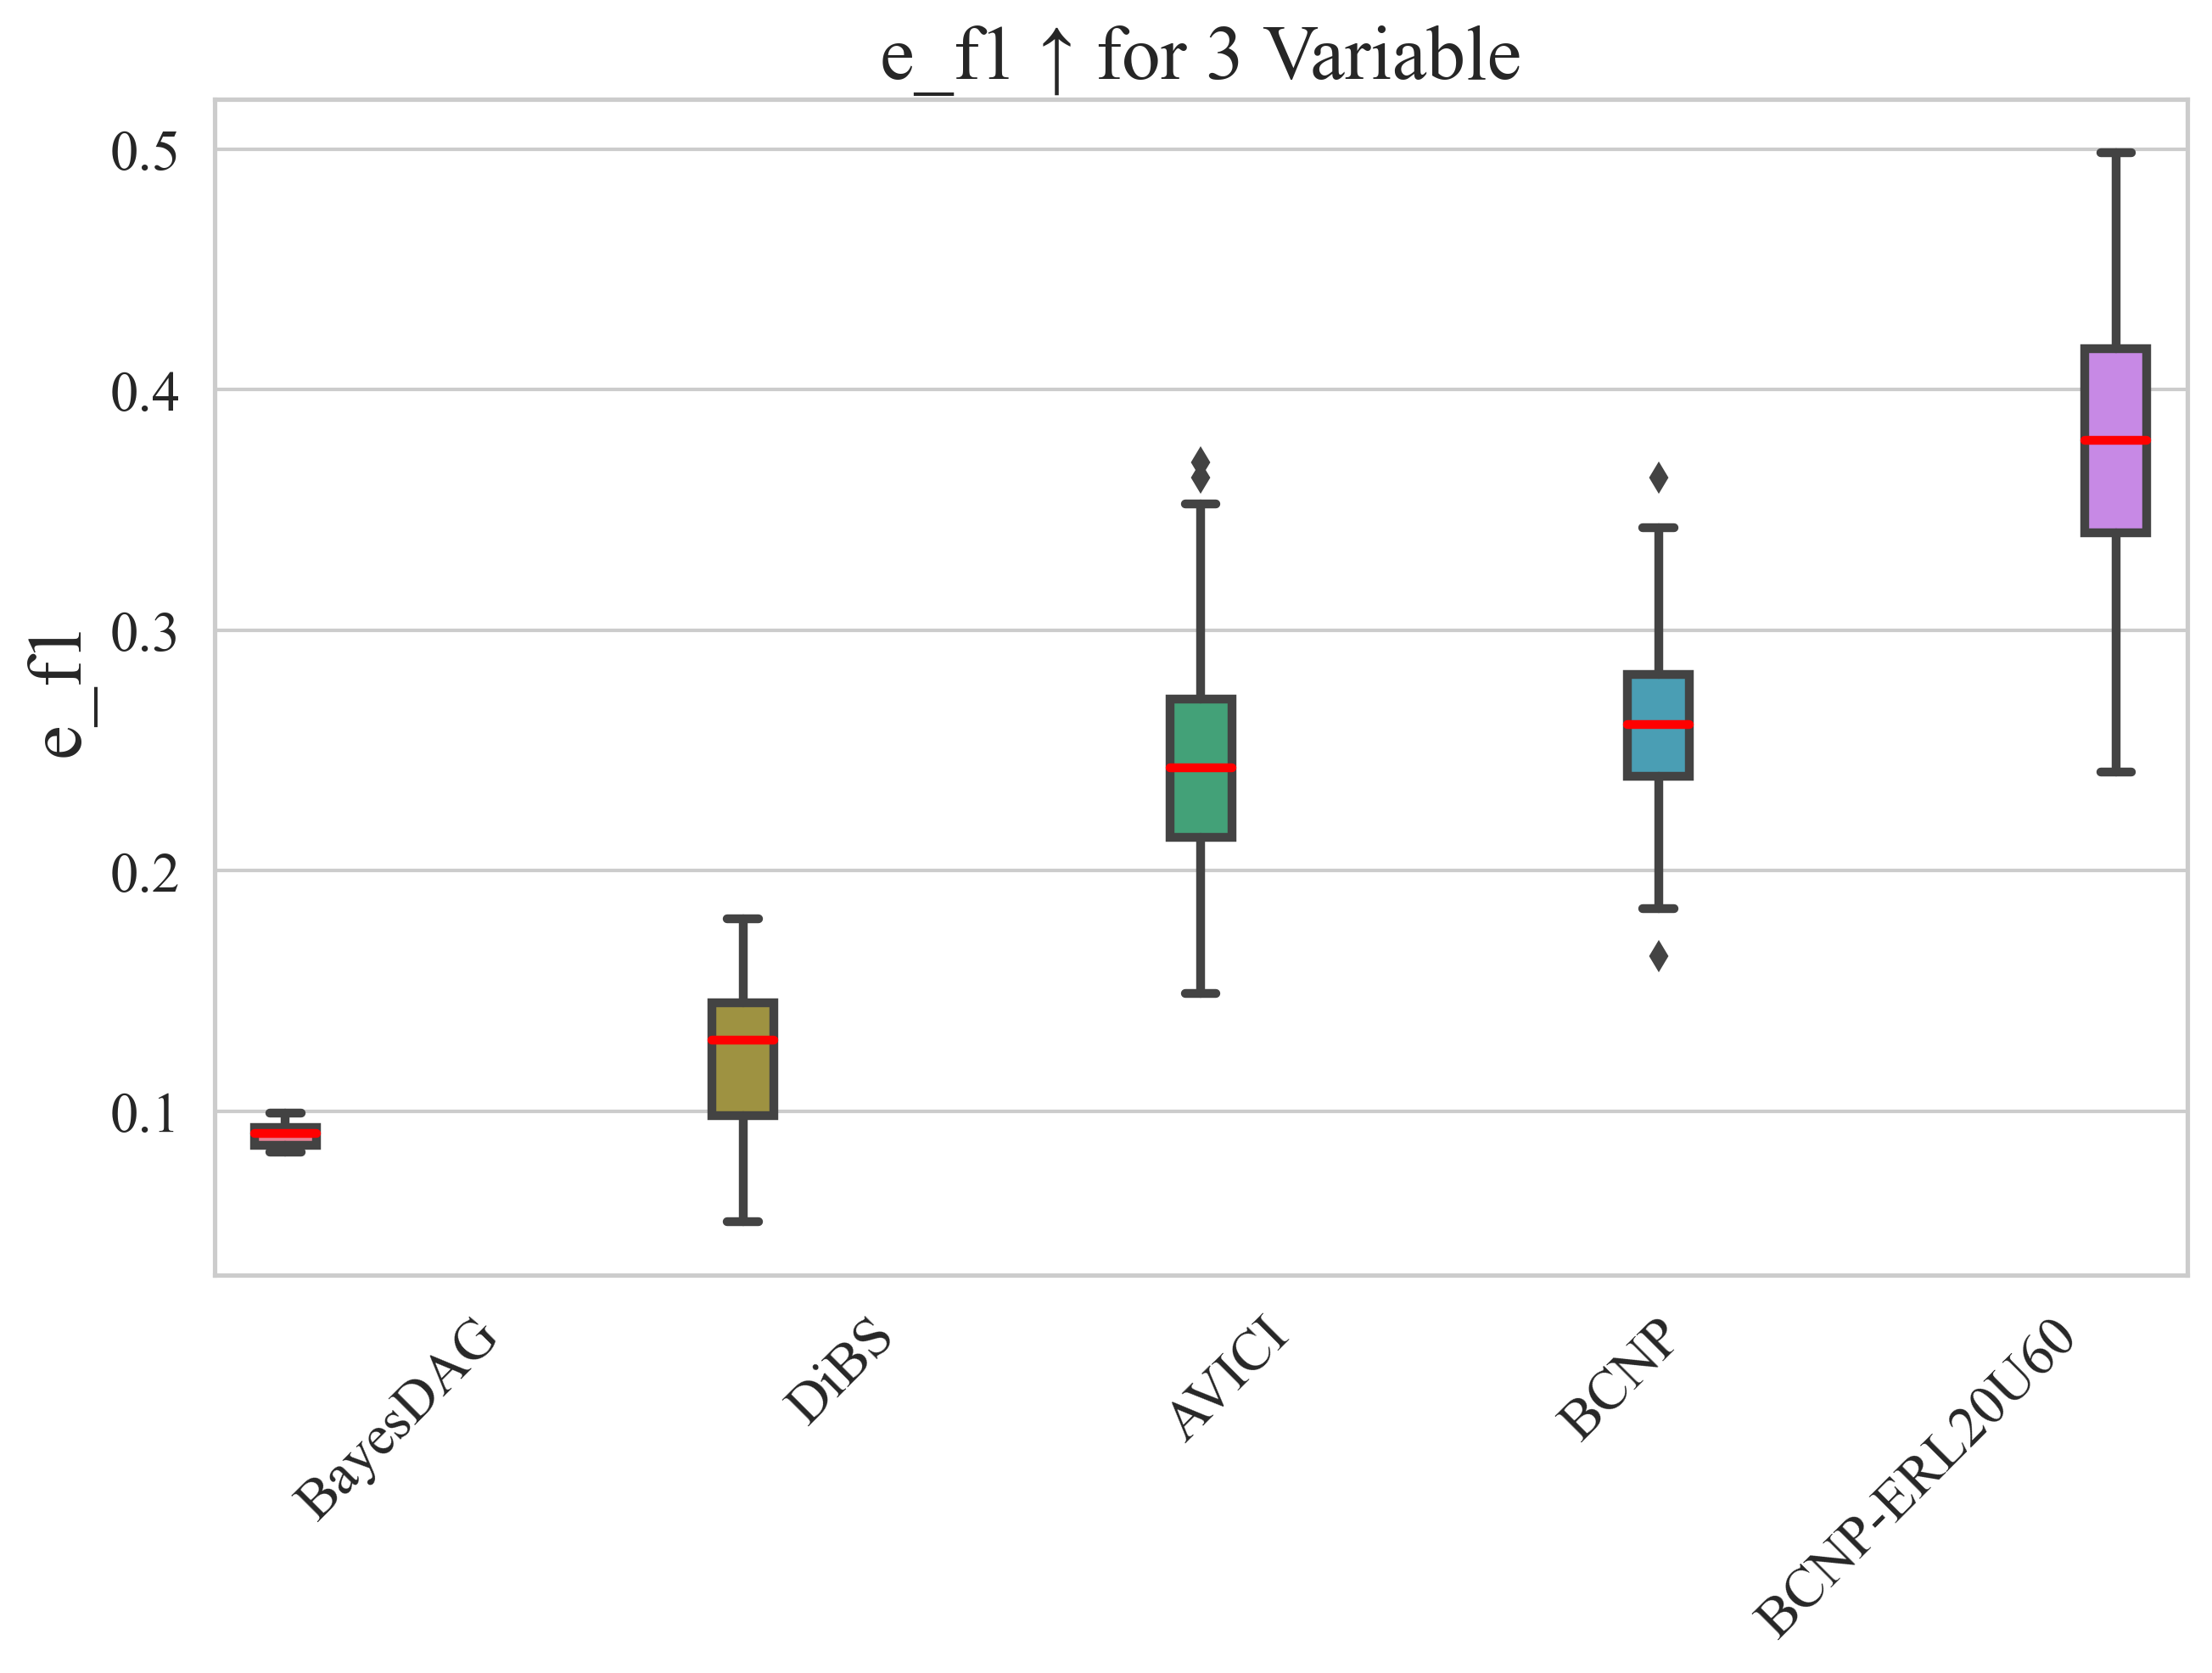 e_f1 ↑ for 3 Variable
e_f1
0.5
0.4
0.3
0.2
0.1
BayesDAG
DiBS
AVICI
BCNP
BCNP-ERL20U60